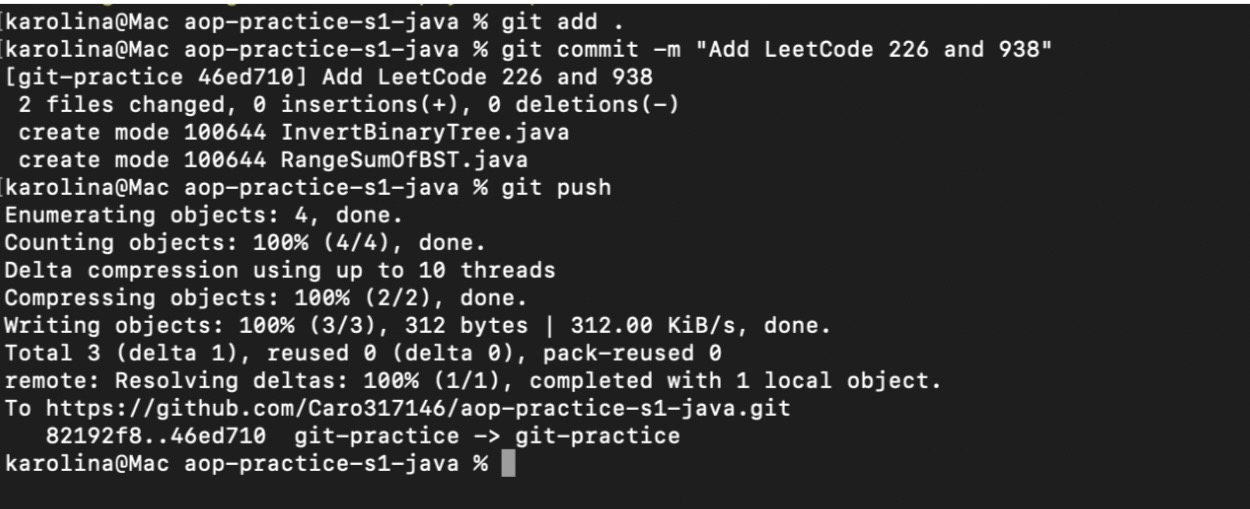 [karolina@Mac aop-practice-s1-java % git add .
[karolina@Mac aop-practice-s1-java % git commit -m "Add LeetCode 226 and 938"
[git-practice 46ed710] Add LeetCode 226 and 938
 2 files changed, 0 insertions(+), 0 deletions(-)
 create mode 100644 InvertBinaryTree.java
 create mode 100644 RangeSumOfBST.java
[karolina@Mac aop-practice-s1-java % git push
Enumerating objects: 4, done.
Counting objects: 100% (4/4), done.
Delta compression using up to 10 threads
Compressing objects: 100% (2/2), done.
Writing objects: 100% (3/3), 312 bytes | 312.00 KiB/s, done.
Total 3 (delta 1), reused 0 (delta 0), pack-reused 0
remote: Resolving deltas: 100% (1/1), completed with 1 local object.
To https://github.com/Caro317146/aop-practice-s1-java.git
   82192f8..46ed710  git-practice -> git-practice
karolina@Mac aop-practice-s1-java %